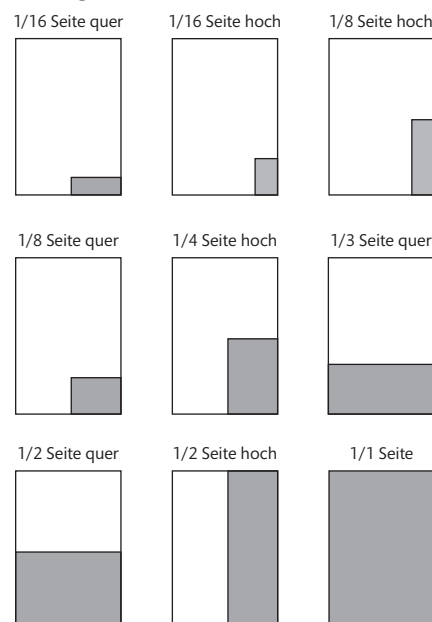 1/16 Seite quer
1/16 Seite hoch
1/8 Seite hoch
1/8 Seite quer
1/4 Seite hoch
1/3 Seite quer
1/2 Seite quer
1/2 Seite hoch
1/1 Seite